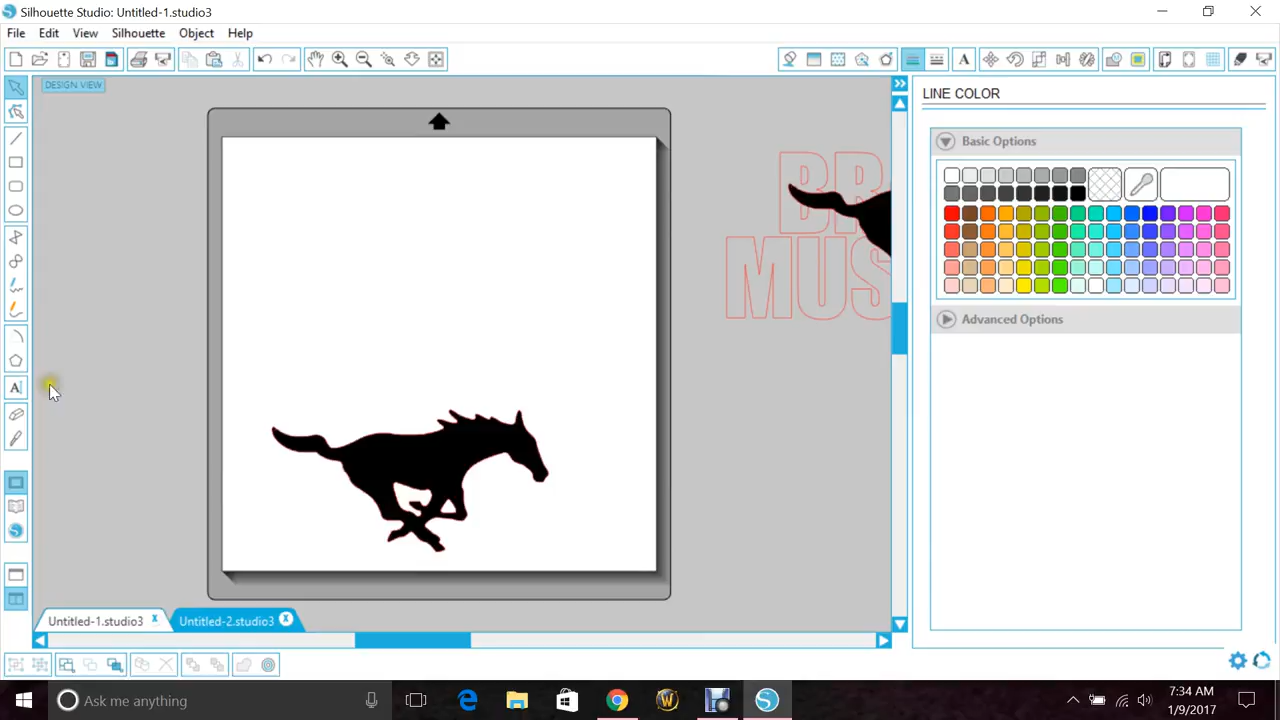 Silhouette Studio: Untitled-1.studio3
File Edit View Silhouette Object Help
DESIGN VIEW
LINE COLOR
Basic Options
Advanced Options
BR
MUS
Untitled-1.studio3
Untitled-2.studio3
Ask me anything
7:34 AM
1/9/2017